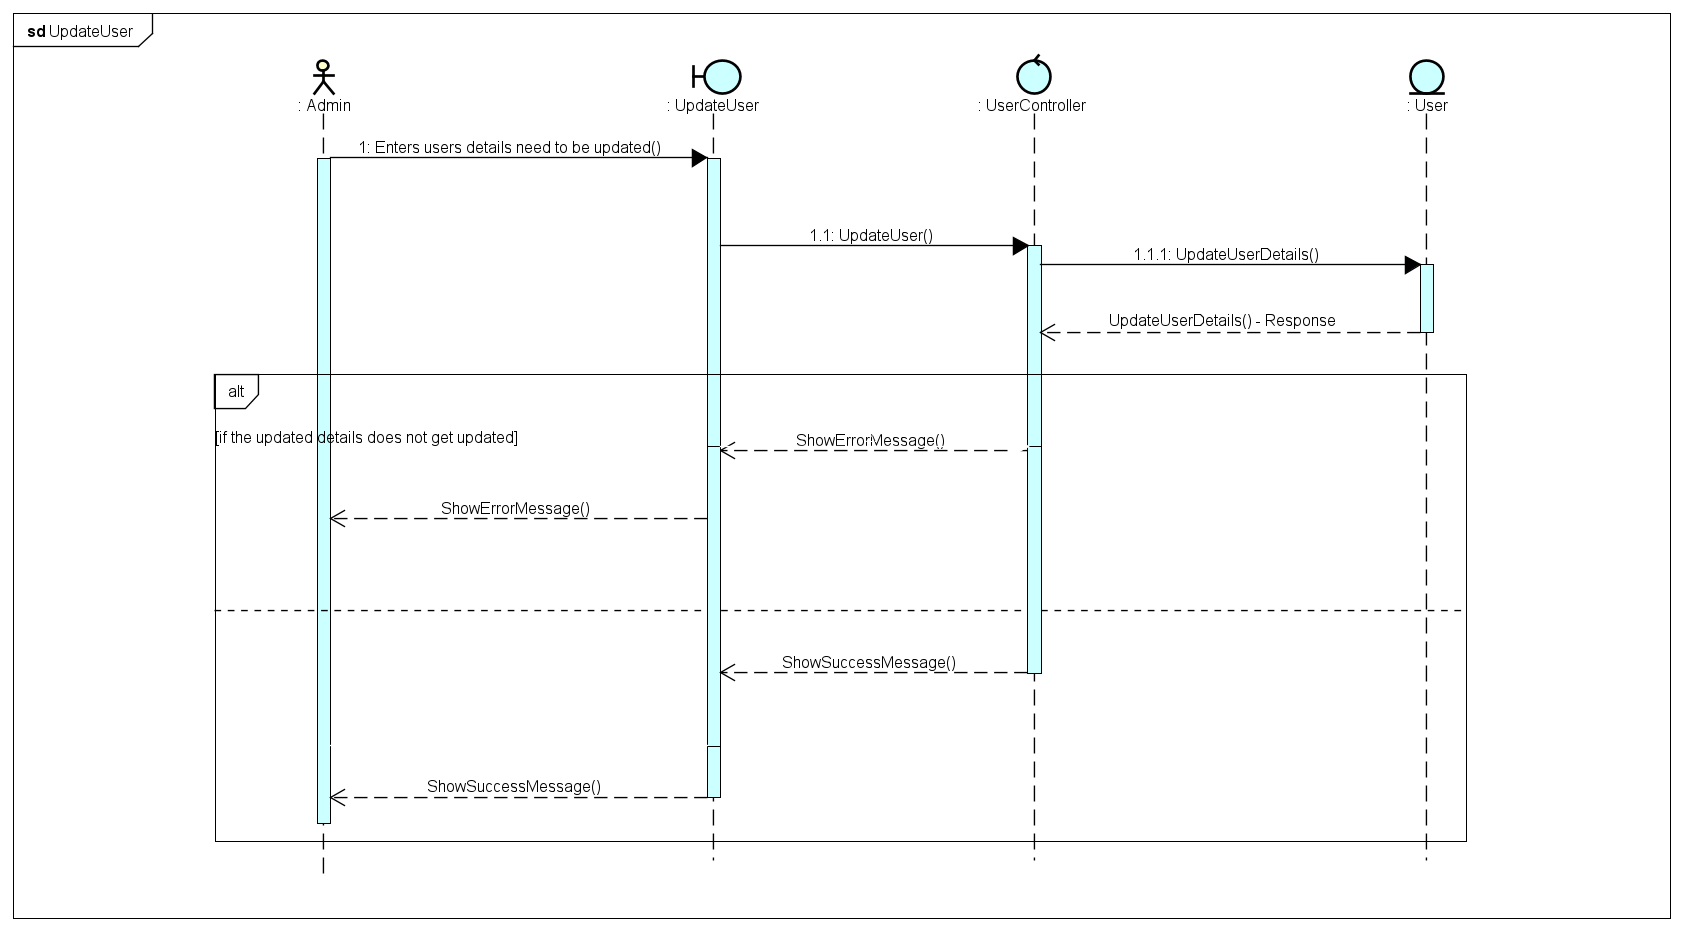 sd UpdateUser
: Admin
: UpdateUser
: UserController
: User
1: Enters users details need to be updated()
1.1: UpdateUser()
1.1.1: UpdateUserDetails()
UpdateUserDetails() - Response
alt
[if the updated details does not get updated]
ShowErrorMessage()
ShowErrorMessage()
ShowSuccessMessage()
ShowSuccessMessage()